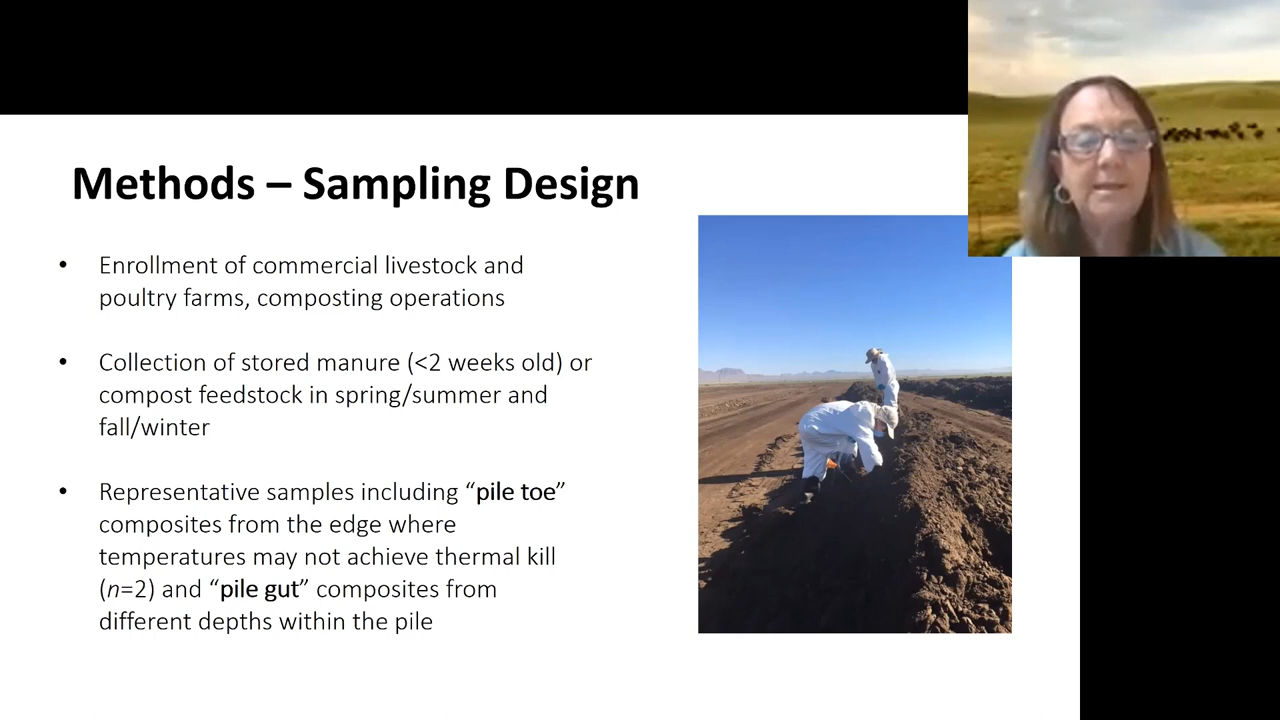 Methods – Sampling Design
• Enrollment of commercial livestock and
poultry farms, composting operations
• Collection of stored manure (<2 weeks old) or
compost feedstock in spring/summer and
fall/winter
• Representative samples including “pile toe”
composites from the edge where
temperatures may not achieve thermal kill
(n=2) and “pile gut” composites from
different depths within the pile